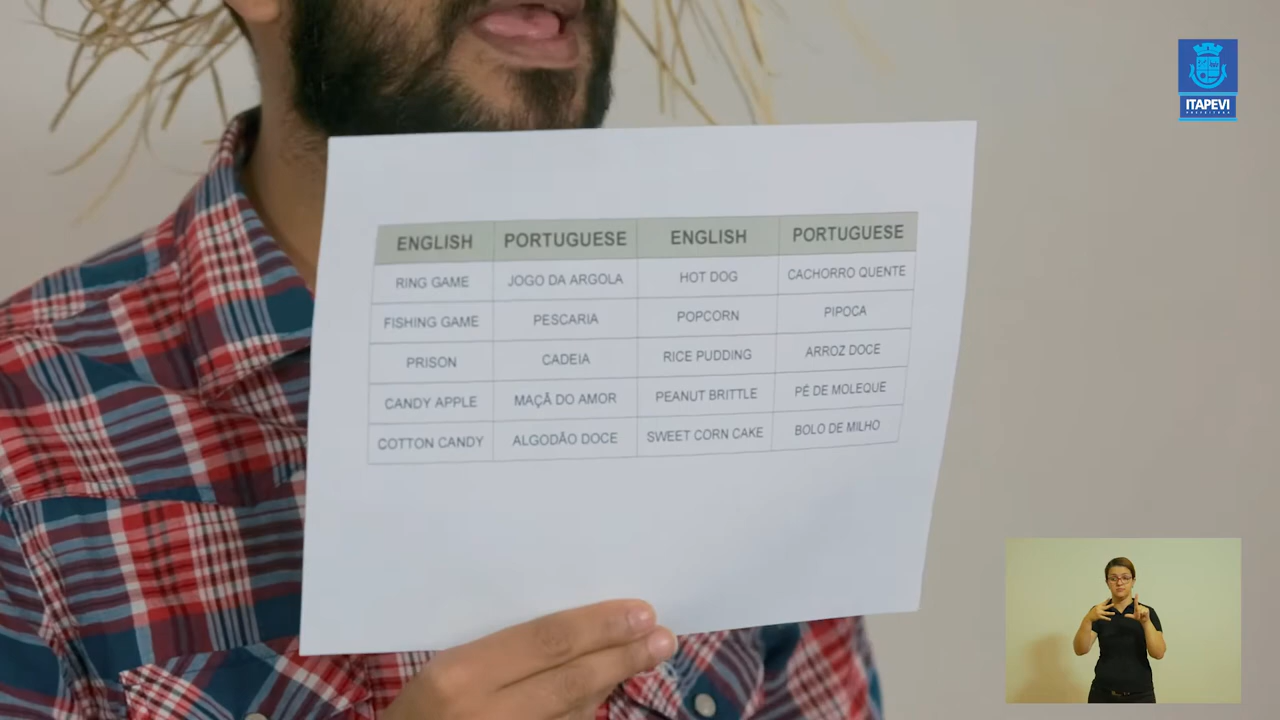 ITAPEVI
PREFEITURA
ENGLISH PORTUGUESE ENGLISH PORTUGUESE
RING GAME JOGO DA ARGOLA HOT DOG CACHORRO QUENTE
FISHING GAME PESCARIA POPCORN PIPOCA
PRISON CADEIA RICE PUDDING ARROZ DOCE
CANDY APPLE MAÇÃ DO AMOR PEANUT BRITTLE PÉ DE MOLEQUE
COTTON CANDY ALGODÃO DOCE SWEET CORN CAKE BOLO DE MILHO